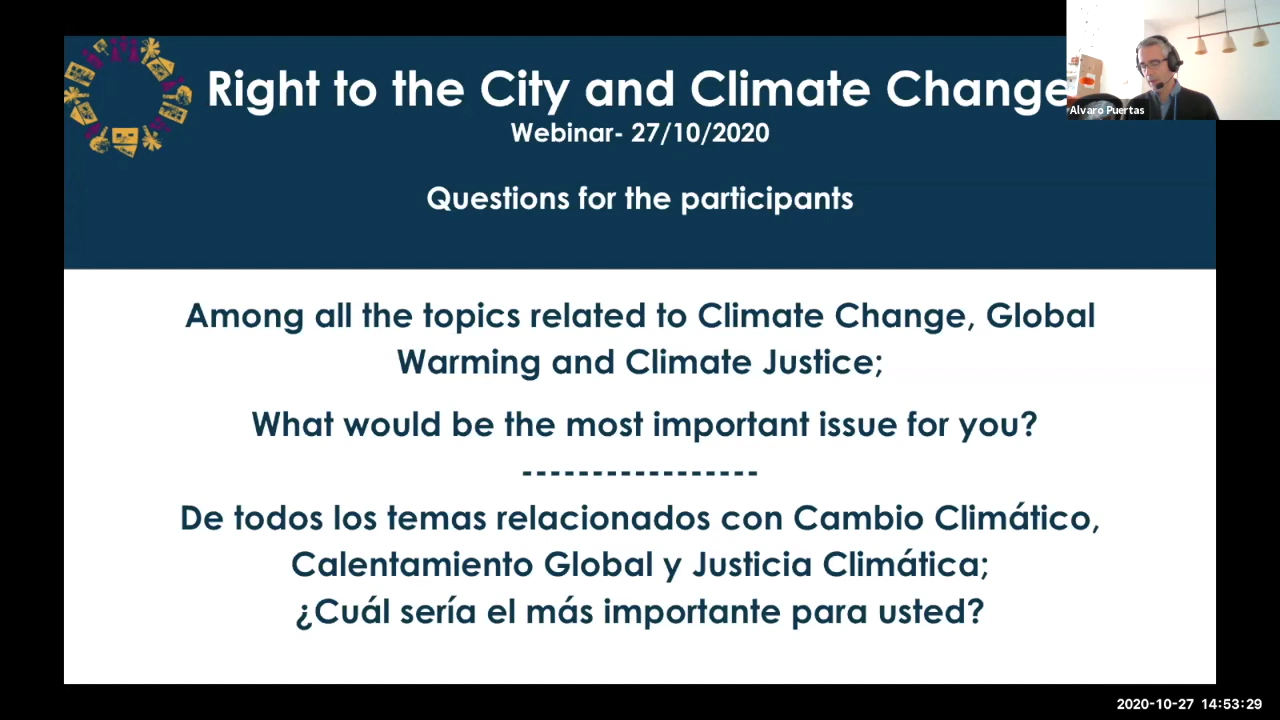 Right to the City and Climate Change
Alvaro Puertas
Webinar- 27/10/2020
Questions for the participants
Among all the topics related to Climate Change, Global
Warming and Climate Justice;
What would be the most important issue for you?
-----------------
De todos los temas relacionados con Cambio Climático,
Calentamiento Global y Justicia Climática;
¿Cuál sería el más importante para usted?
2020-10-27 14:53:29